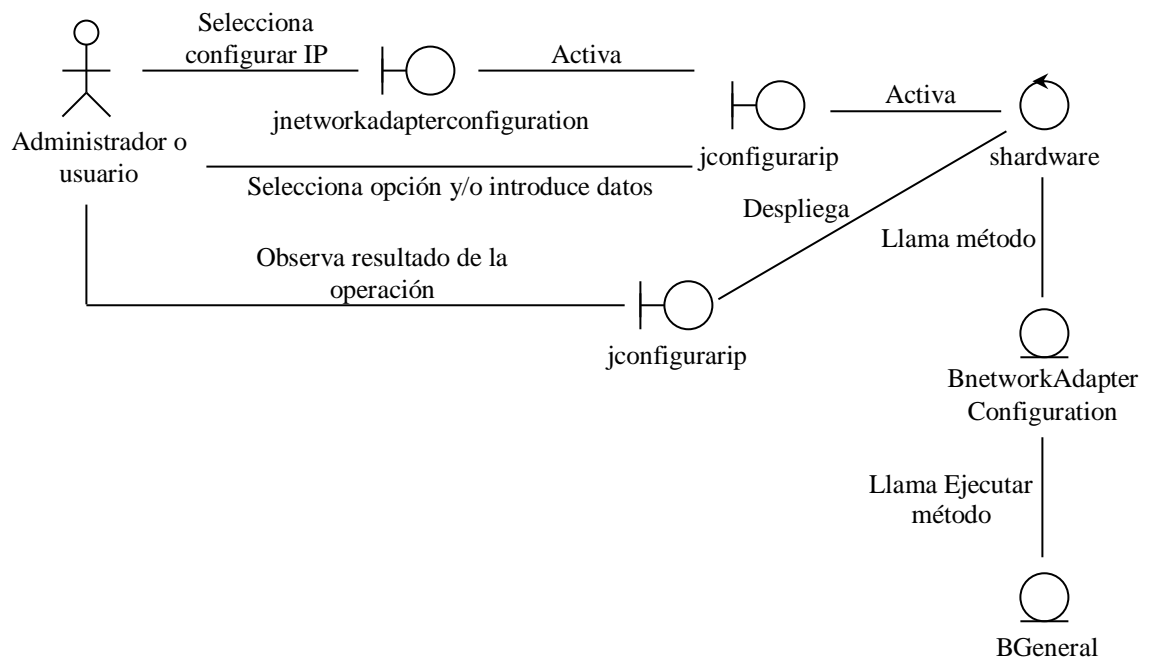 Selecciona
configurar IP
Activa
Activa
jnetworkadapterconfiguration
Administrador o
usuario
jconfigurarip
shardware
Selecciona opción y/o introduce datos
Despliega
Llama método
Observa resultado de la
operación
jconfigurarip
BnetworkAdapter
Configuration
Llama Ejecutar
método
BGeneral